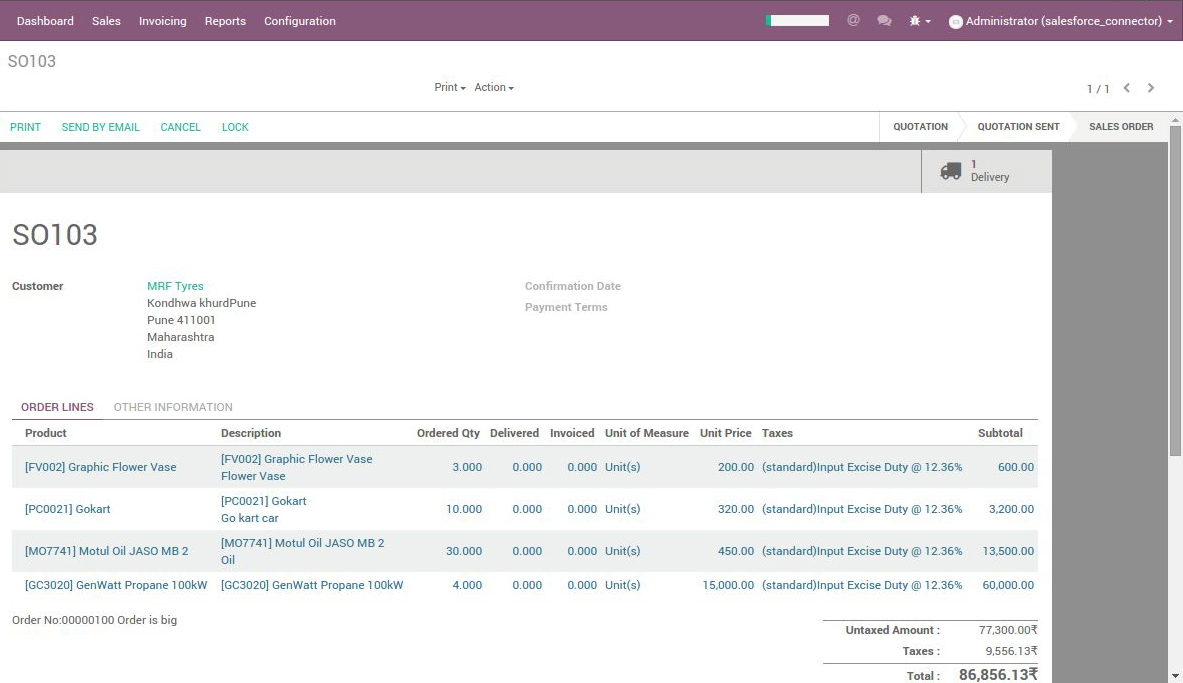 Dashboard Sales Invoicing Reports Configuration @ Administrator (salesforce_connector)
SO103
Print Action 1 / 1
PRINT SEND BY EMAIL CANCEL LOCK QUOTATION QUOTATION SENT SALES ORDER
1
Delivery
SO103
Customer MRF Tyres Confirmation Date
Kondhwa khurdPune Payment Terms
Pune 411001
Maharashtra
India
ORDER LINES OTHER INFORMATION
Product Description Ordered Qty Delivered Invoiced Unit of Measure Unit Price Taxes Subtotal
[FV002] Graphic Flower Vase [FV002] Graphic Flower Vase 3.000 0.000 0.000 Unit(s) 200.00 (standard)Input Excise Duty @ 12.36% 600.00
Flower Vase
[PC0021] Gokart [PC0021] Gokart 10.000 0.000 0.000 Unit(s) 320.00 (standard)Input Excise Duty @ 12.36% 3,200.00
Go kart car
[MO7741] Motul Oil JASO MB 2 [MO7741] Motul Oil JASO MB 2 30.000 0.000 0.000 Unit(s) 450.00 (standard)Input Excise Duty @ 12.36% 13,500.00
Oil
[GC3020] GenWatt Propane 100kW [GC3020] GenWatt Propane 100kW 4.000 0.000 0.000 Unit(s) 15,000.00 (standard)Input Excise Duty @ 12.36% 60,000.00
Order No:00000100 Order is big
Untaxed Amount : 77,300.00₹
Taxes : 9,556.13₹
Total : 86,856.13₹